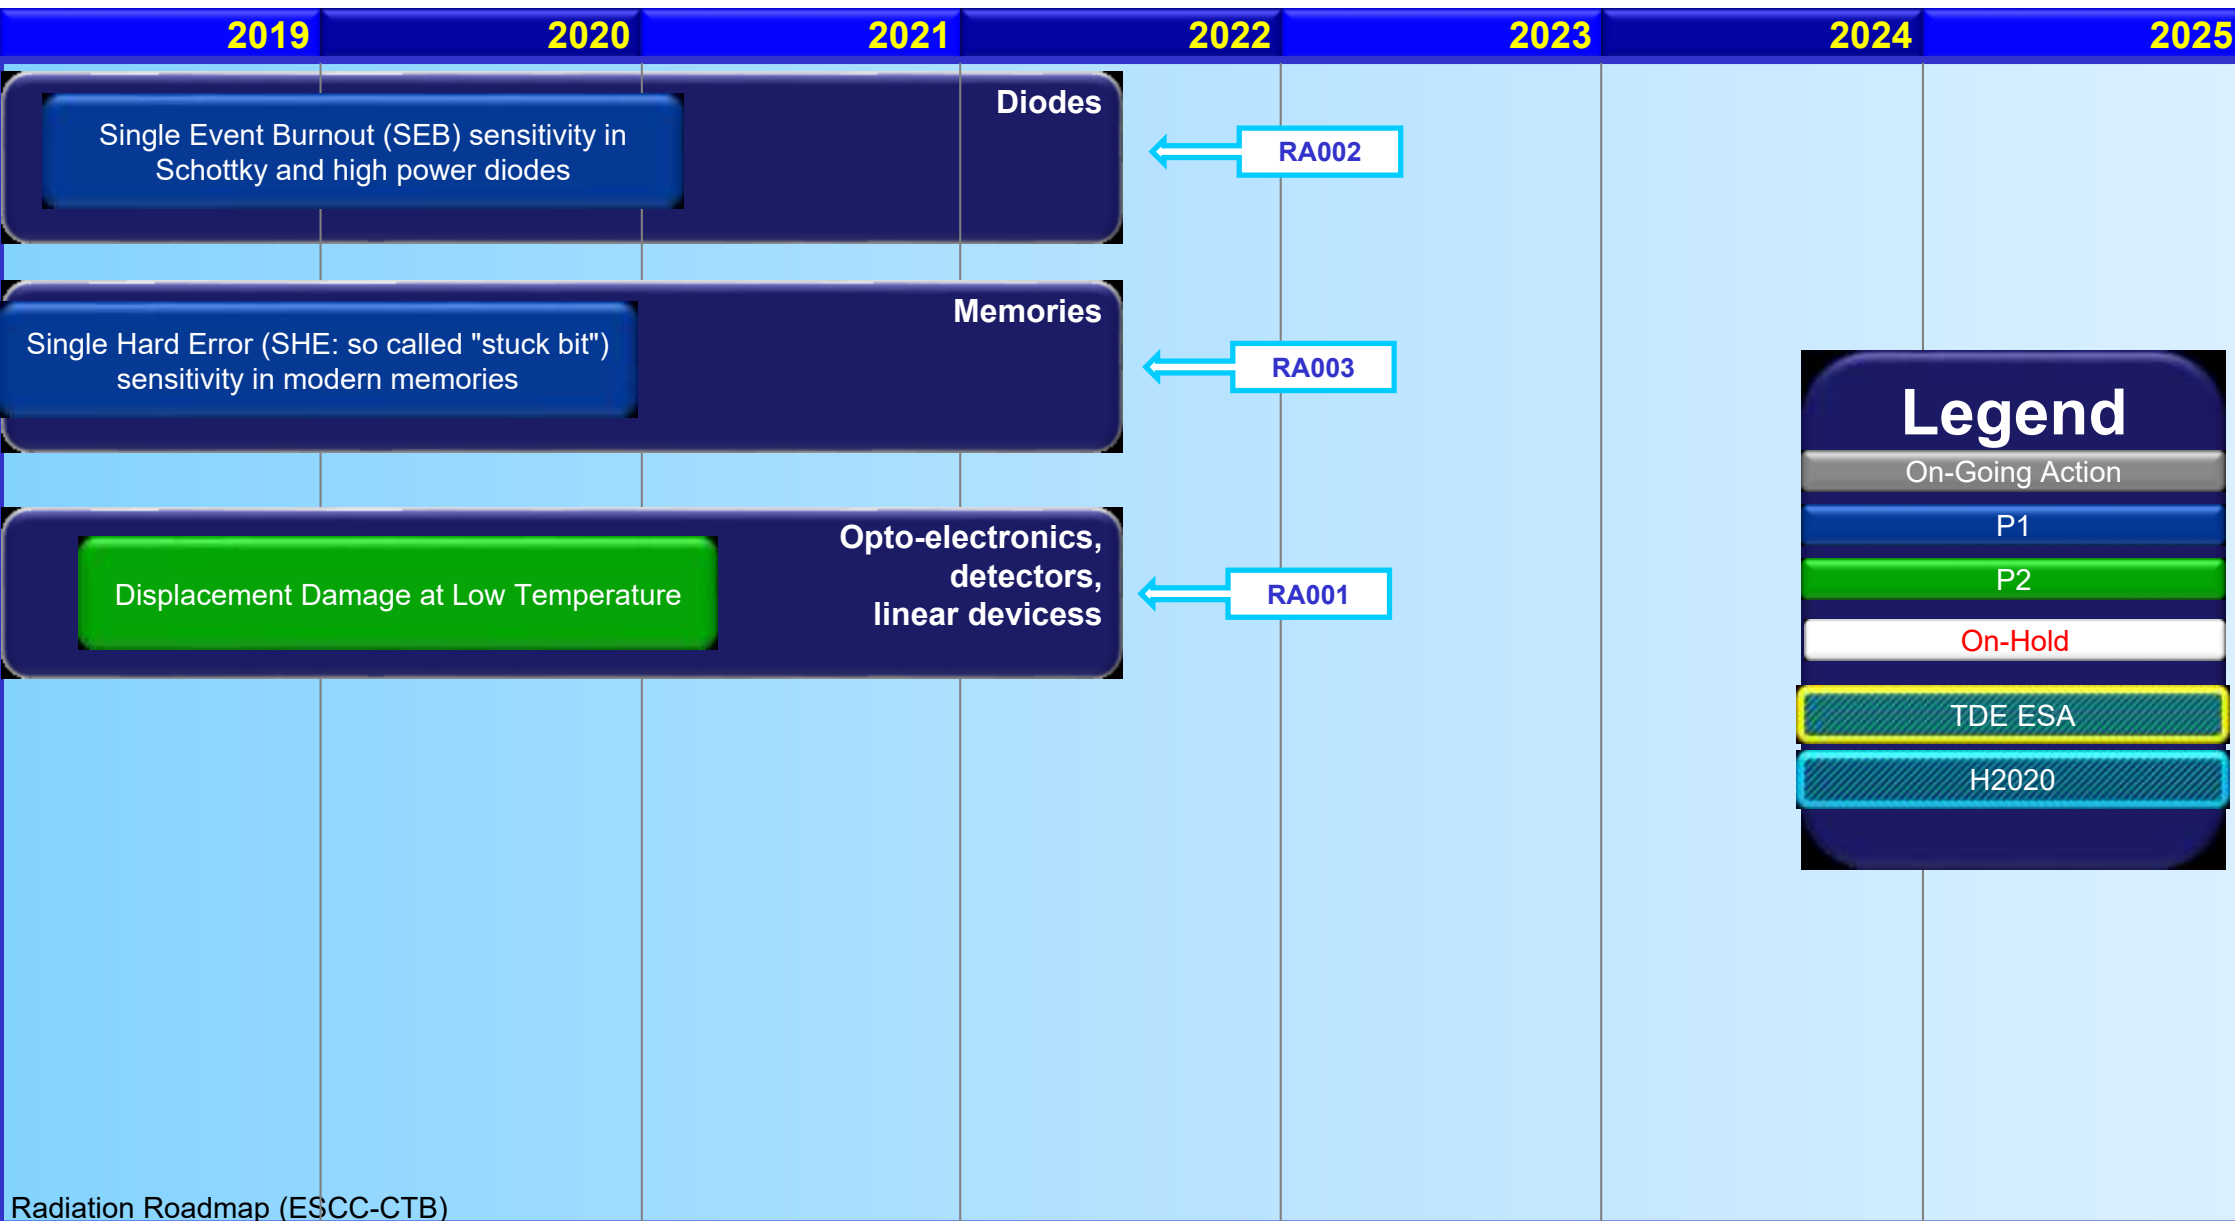 2019 2020 2021 2022 2023 2024 2025
Diodes
Single Event Burnout (SEB) sensitivity in
Schottky and high power diodes
RA002
Memories
Single Hard Error (SHE: so called "stuck bit")
sensitivity in modern memories
RA003
Opto-electronics,
detectors,
linear devicess
Displacement Damage at Low Temperature
RA001
Legend
On-Going Action
P1
P2
On-Hold
TDE ESA
H2020
Radiation Roadmap (ESCC-CTB)